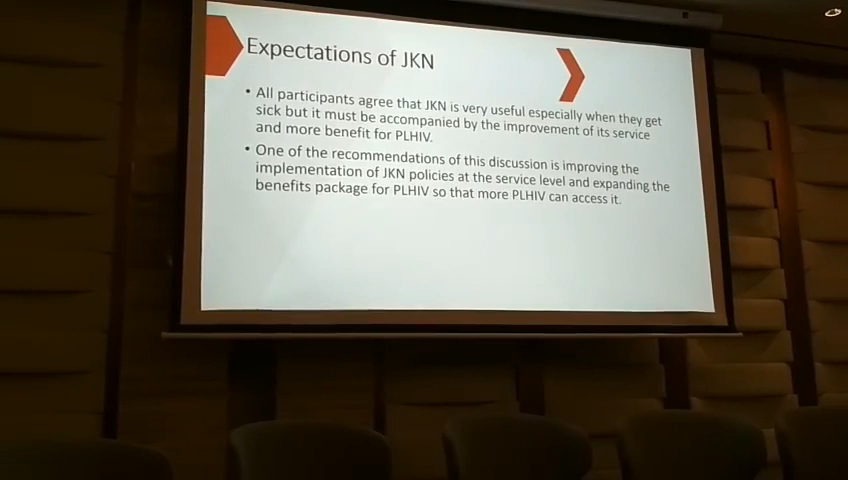 Expectations of JKN
• All participants agree that JKN is very useful especially when they get
sick but it must be accompanied by the improvement of its service
and more benefit for PLHIV.
• One of the recommendations of this discussion is improving the
implementation of JKN policies at the service level and expanding the
benefits package for PLHIV so that more PLHIV can access it.